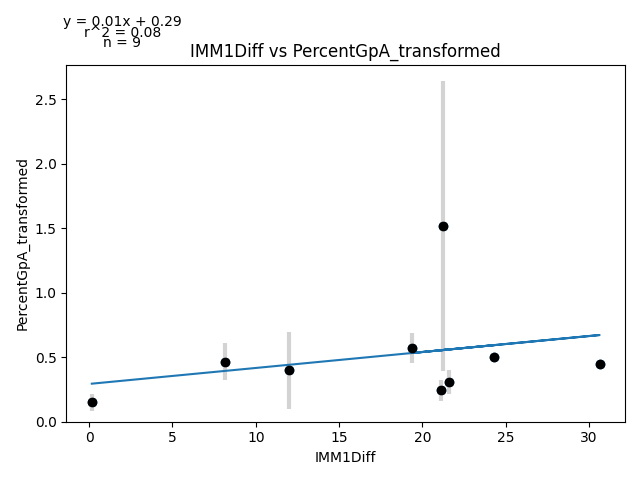 y = 0.01x + 0.29
r^2 = 0.08
n = 9
IMM1Diff vs PercentGpA_transformed
PercentGpA_transformed
2.5
2.0
1.5
1.0
0.5
0.0
0 5 10 15 20 25 30
IMM1Diff